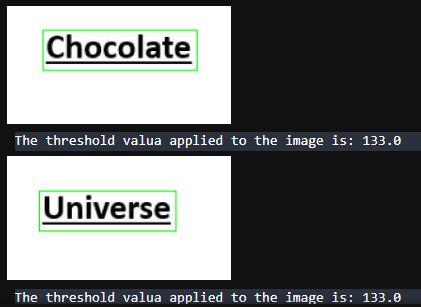 Chocolate
The threshold valua applied to the image is: 133.0
Universe
The threshold valua applied to the image is: 133.0